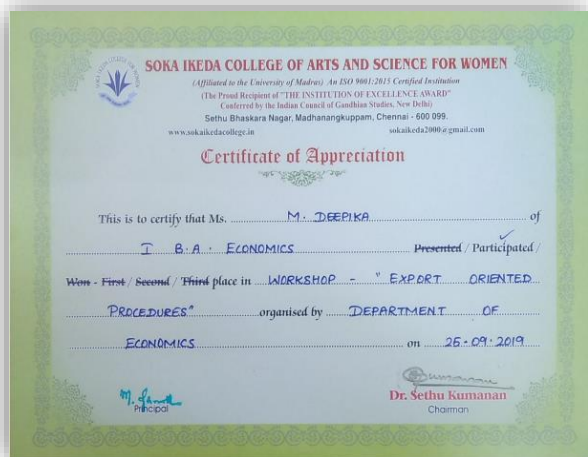 SOKA IKEDA COLLEGE OF ARTS AND SCIENCE FOR WOMEN
(Affiliated to the University of Madras) An ISO 9001:2015 Certified Institution
(The Proud Recipient of "THE INSTITUTION OF EXCELLENCE AWARD"
Conferred by the Indian Council of Gandhian Studies, New Delhi)
Sethu Bhaskara Nagar, Madhanangkuppam, Chennai - 600 099.
www.sokaikedacollege.in sokaikeda2000@gmail.com
Certificate of Appreciation
This is to certify that Ms. M. DEEPIKA of
I B.A. ECONOMICS Presented / Participated /
Won - First / Second / Third place in WORKSHOP - "EXPORT ORIENTED
PROCEDURES" organised by DEPARTMENT OF
ECONOMICS on 25-09-2019
Principal
Dr. Sethu Kumanan
Chairman